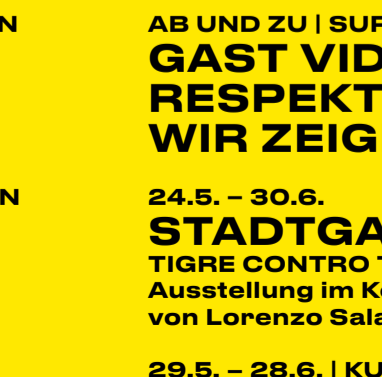 N
AB UND ZU | SUP
GAST VID
RESPEKT
WIR ZEIG
N
24.5. – 30.6.
STADTGA
TIGRE CONTRO T
Ausstellung im Ko
von Lorenzo Sala
29.5. – 28.6. | KU